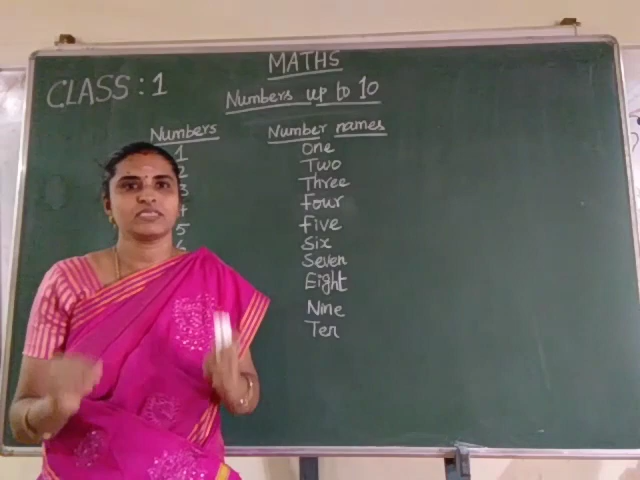 MATHS
CLASS : 1
Numbers up to 10
Numbers Number names
1 One
2 Two
3 Three
4 Four
5 Five
6 Six
Seven
Eight
Nine
Ten